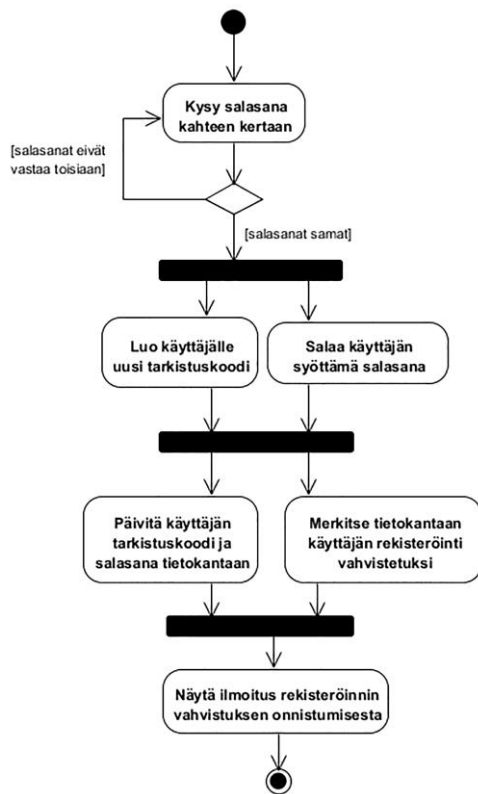 Kysy salasana
kahteen kertaan
[salasanat eivät
vastaa toisiaan]
[salasanat samat]
Luo käyttäjälle
uusi tarkistuskoodi
Salaa käyttäjän
syöttämä salasana
Päivitä käyttäjän
tarkistuskoodi ja
salasana tietokantaan
Merkitse tietokantaan
käyttäjän rekisteröinti
vahvistetuksi
Näytä ilmoitus rekisteröinnin
vahvistuksen onnistumisesta